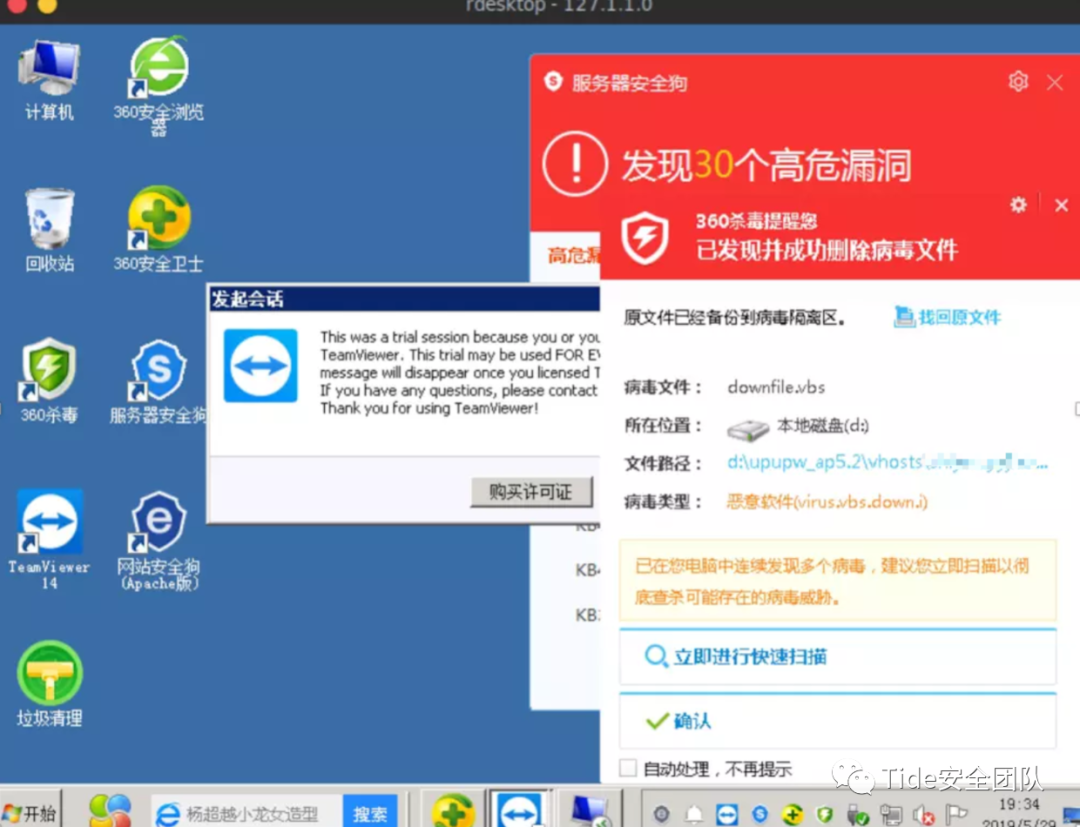 rdesktop - 127.1.1.0
计算机
360安全浏览
器
回收站
360安全卫士
360杀毒
服务器安全狗
TeamViewer
14
网站安全狗
(Apache版)
垃圾清理
服务器安全狗
发现30个高危漏洞
高危漏
360杀毒提醒您
已发现并成功删除病毒文件
原文件已经备份到病毒隔离区。
找回原文件
病毒文件： downfile.vbs
所在位置： 本地磁盘(d:)
文件路径： d:\upupw_ap5.2\vhosts\
病毒类型： 恶意软件(virus.vbs.down.i)
已在您电脑中连续发现多个病毒，建议您立即扫描以彻
底查杀可能存在的病毒威胁。
立即进行快速扫描
确认
自动处理，不再提示
发起会话
This was a trial session because you or you
TeamViewer. This trial may be used FOR EV
message will disappear once you licensed T
If you have any questions, please contact
Thank you for using TeamViewer!
购买许可证
KB
KB
KB
Tide安全团队
开始
杨超越小龙女造型
搜索
19:34
2019/5/29